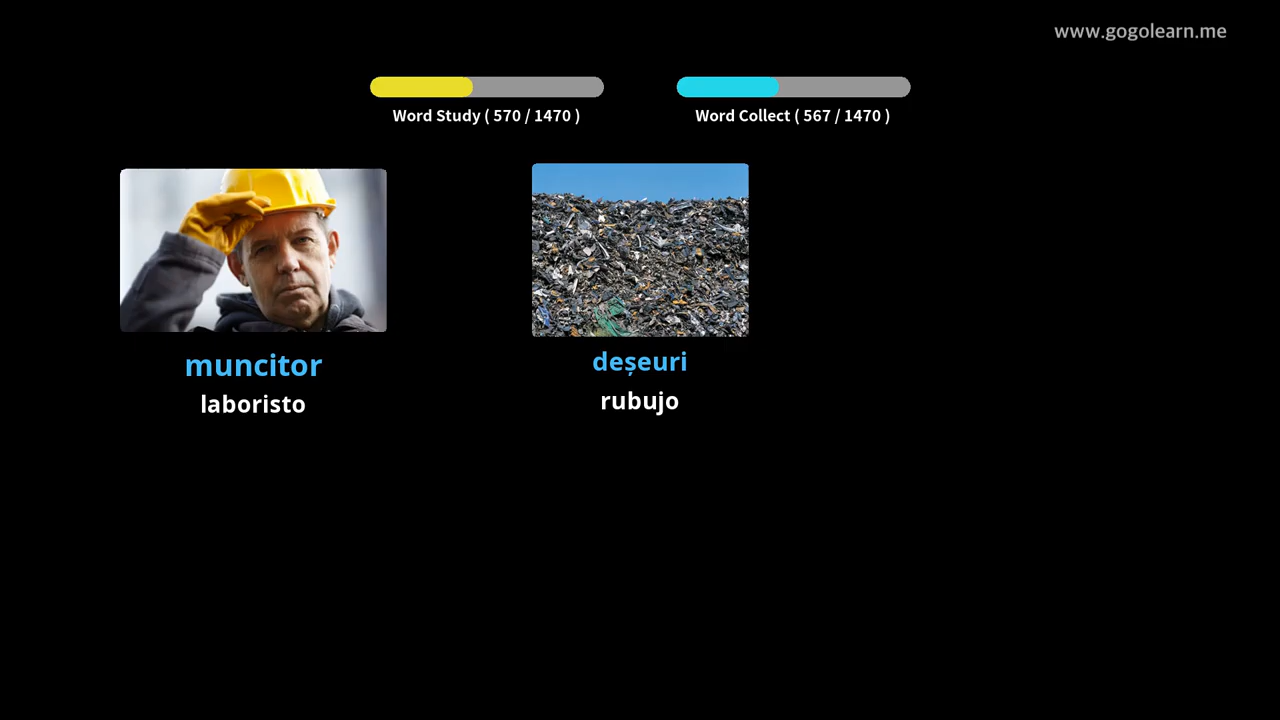 www.gogolearn.me
Word Study ( 570 / 1470 )
Word Collect ( 567 / 1470 )
muncitor
laboristo
deșeuri
rubujo